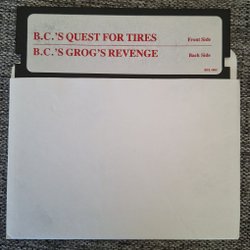 B.C.'S QUEST FOR TIRES Front Side
B.C.'S GROG'S REVENGE Back Side